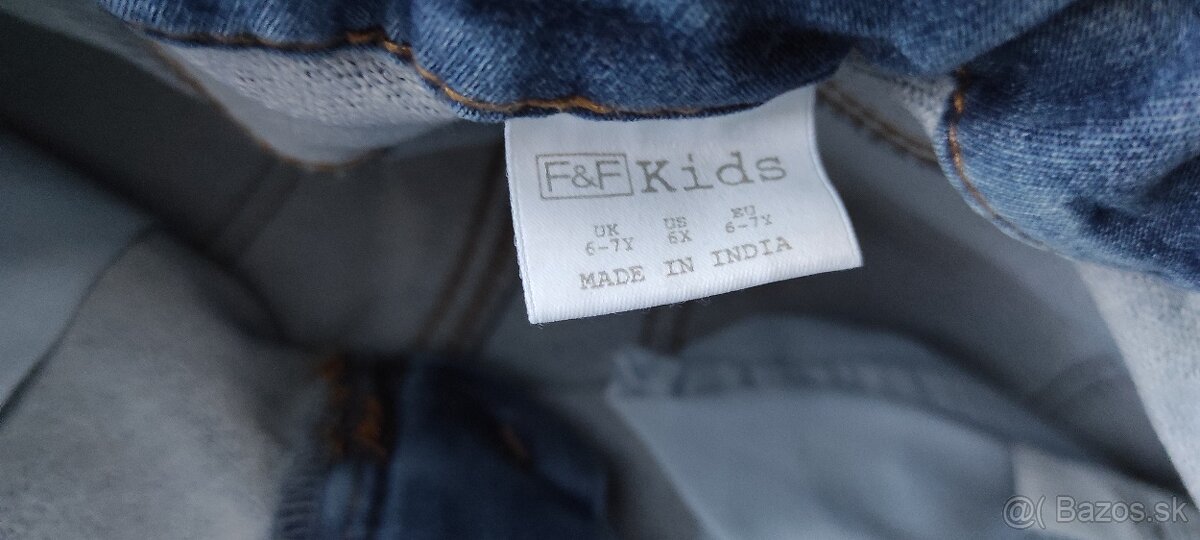 F&F Kids
UK US EU
6-7Y 6X 6-7Y
MADE IN INDIA
@( Bazos.sk